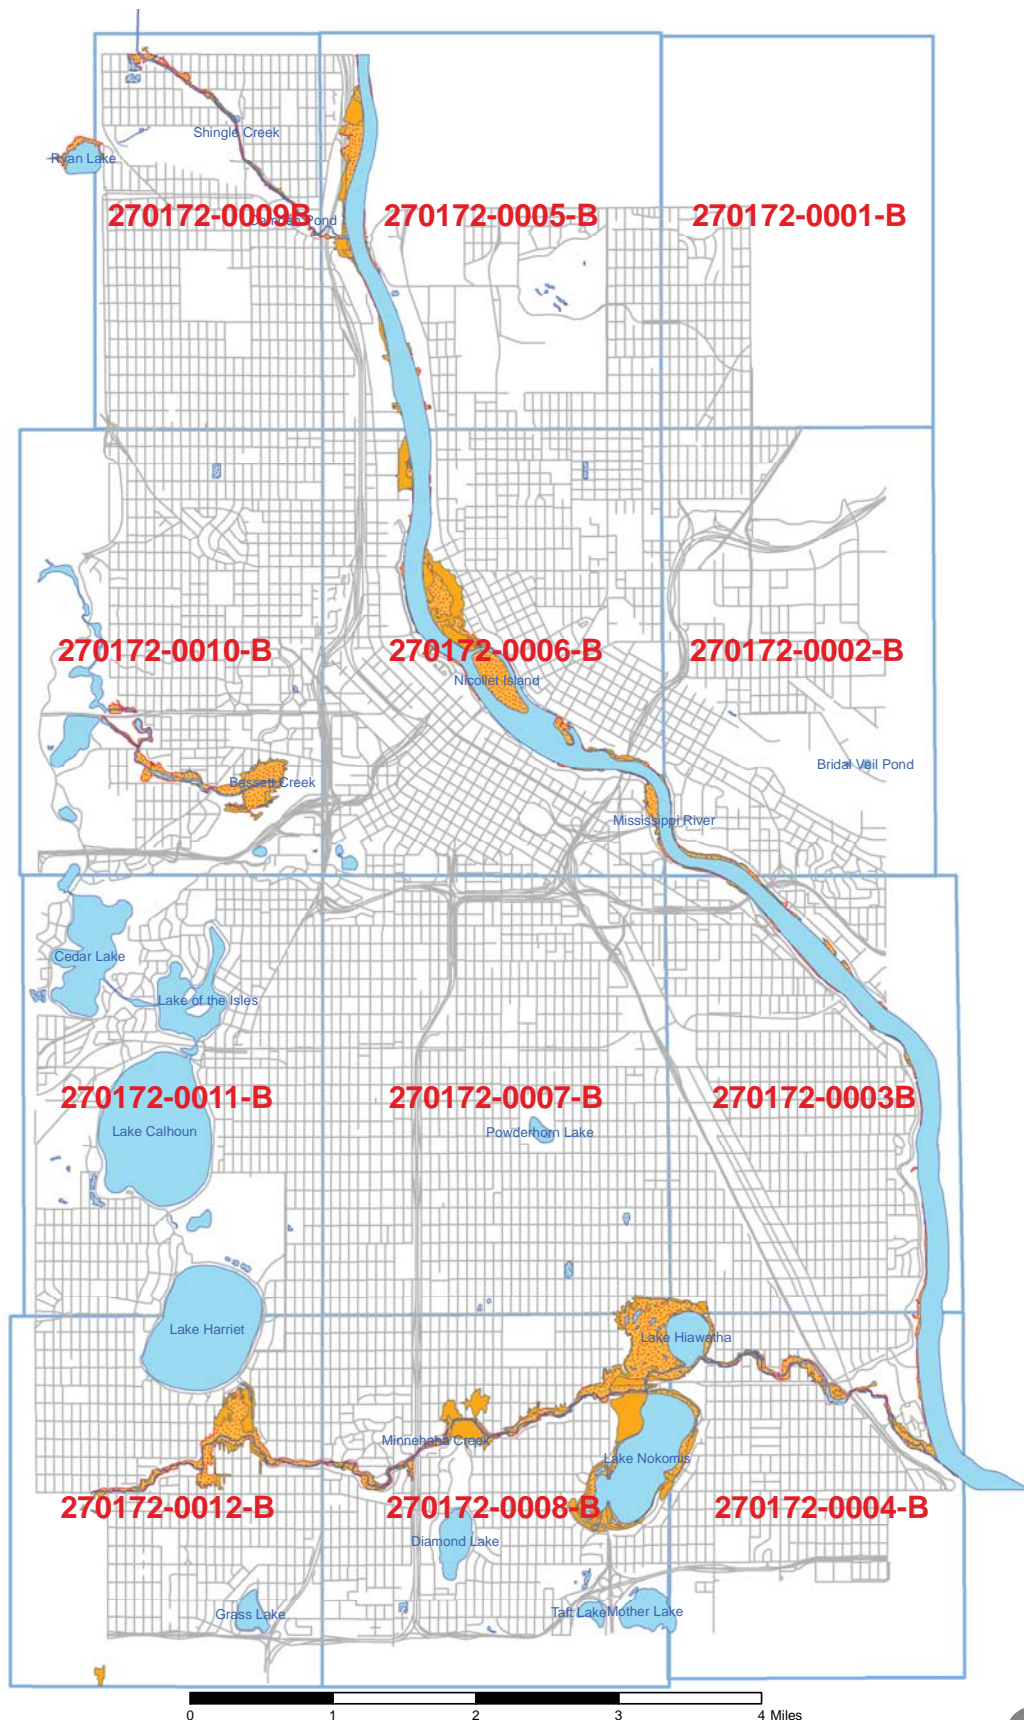 Shingle Creek
Ryan Lake
270172-0009B
Camden Pond
270172-0005-B
270172-0001-B
270172-0010-B
270172-0006-B
270172-0002-B
Nicollet Island
Bridal Veil Pond
Bassett Creek
Mississippi River
Cedar Lake
Lake of the Isles
270172-0011-B
270172-0007-B
270172-0003B
Lake Calhoun
Powderhorn Lake
Lake Harriet
Lake Hiawatha
Minnehaha Creek
Lake Nokomis
270172-0012-B
270172-0008-B
270172-0004-B
Diamond Lake
Grass Lake
Taft Lake
Mother Lake
0 1 2 3 4 Miles